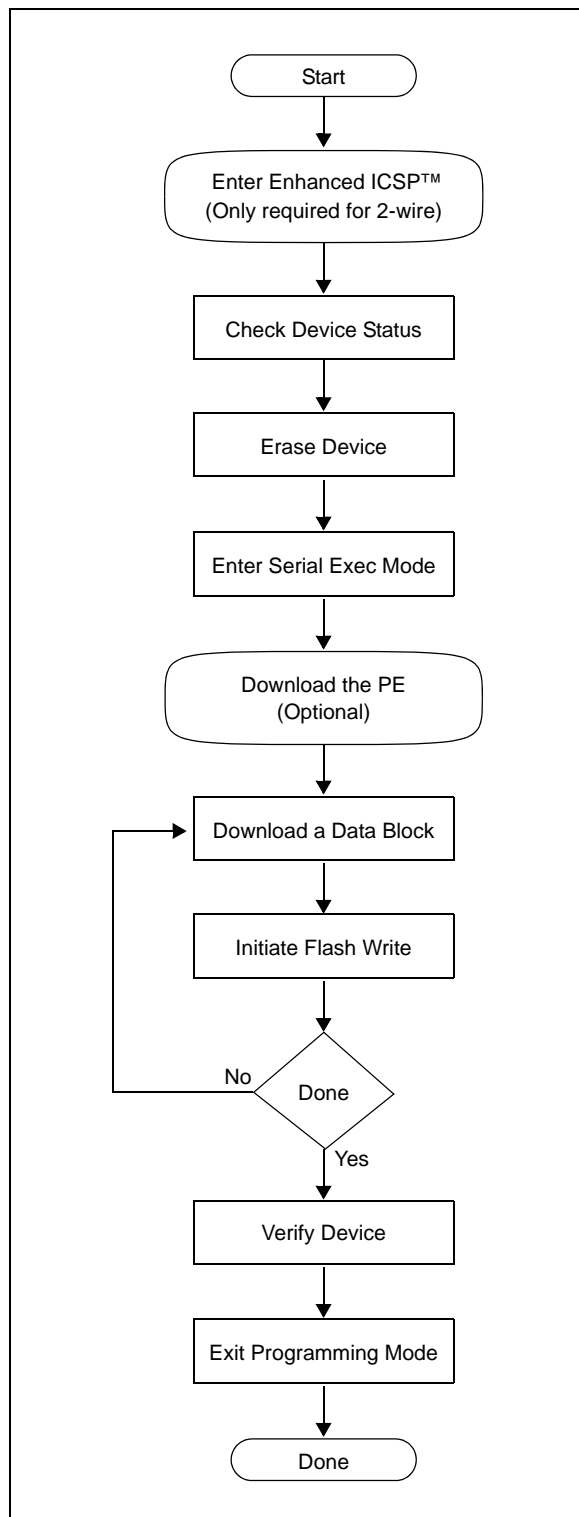 Start
Enter Enhanced ICSP™
(Only required for 2-wire)
Check Device Status
Erase Device
Enter Serial Exec Mode
Download the PE
(Optional)
Download a Data Block
Initiate Flash Write
No
Done
Yes
Verify Device
Exit Programming Mode
Done